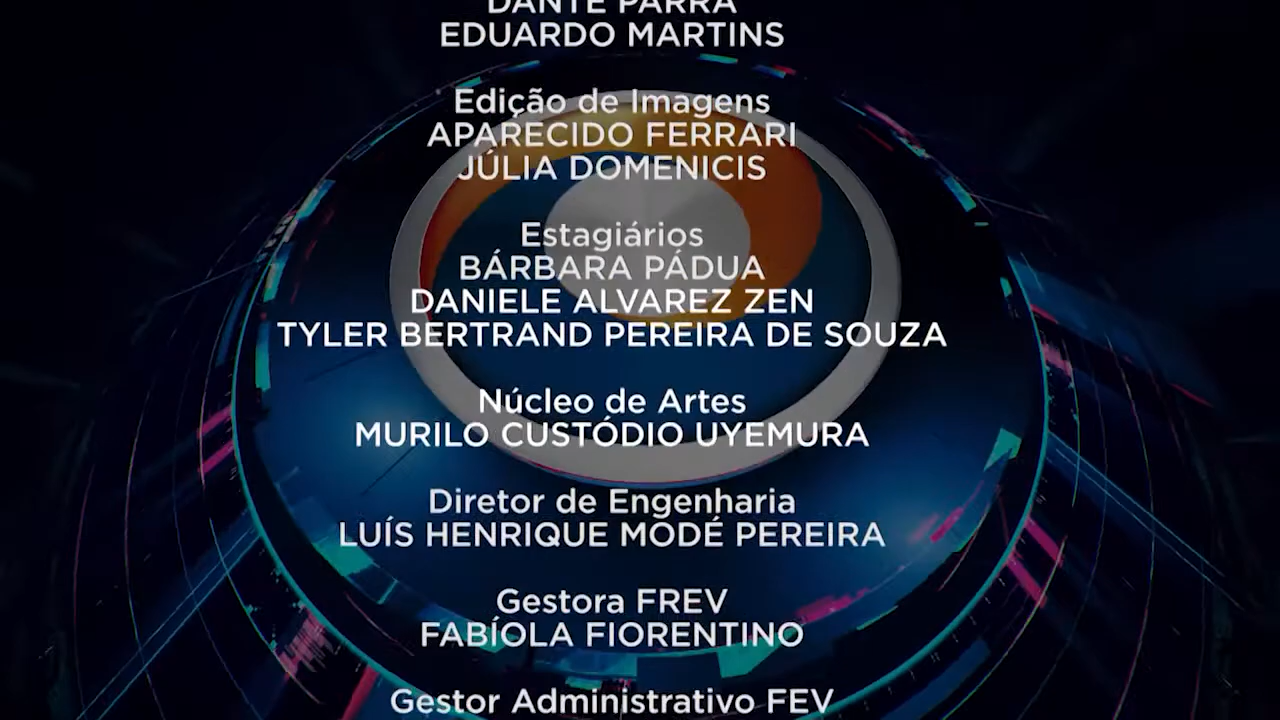 DANTE PARRA
EDUARDO MARTINS
Edição de Imagens
APARECIDO FERRARI
JÚLIA DOMENICIS
Estagiários
BÁRBARA PÁDUA
DANIELE ALVAREZ ZEN
TYLER BERTRAND PEREIRA DE SOUZA
Núcleo de Artes
MURILO CUSTÓDIO UYEMURA
Diretor de Engenharia
LUÍS HENRIQUE MODÉ PEREIRA
Gestora FREV
FABÍOLA FIORENTINO
Gestor Administrativo FEV